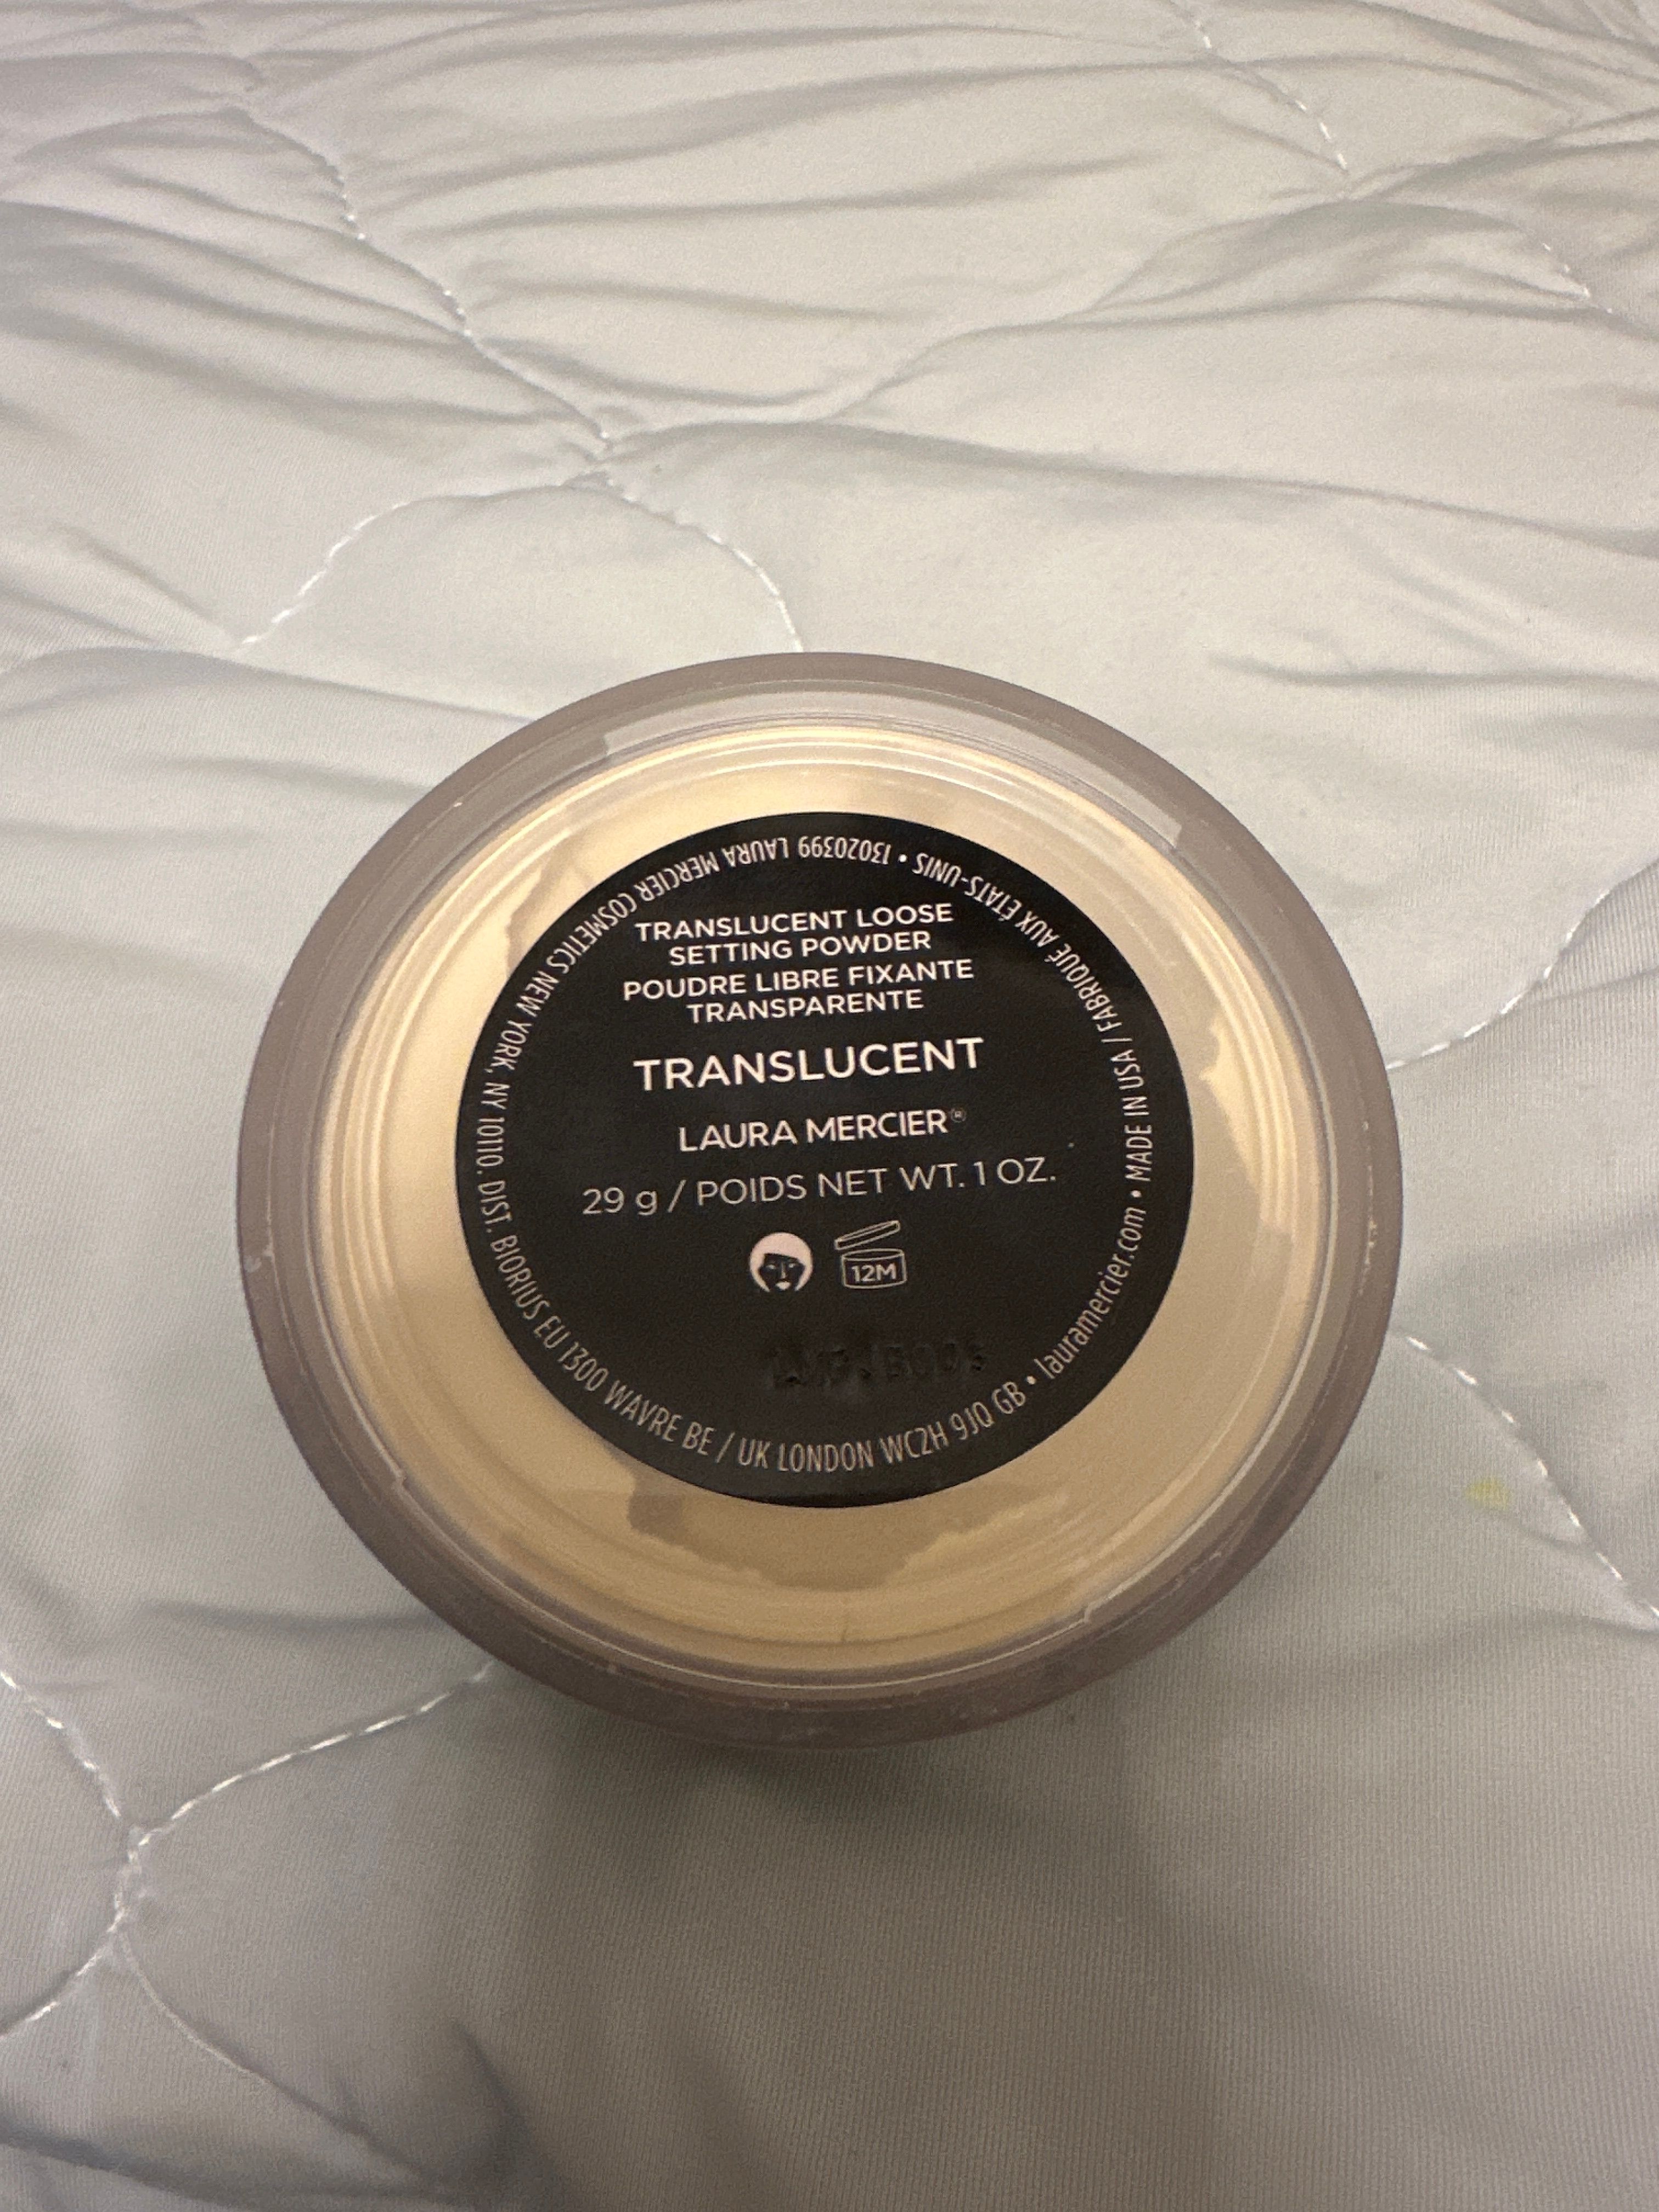 TRANSLUCENT LOOSE
SETTING POWDER
POUDRE LIBRE FIXANTE
TRANSPARENTE
TRANSLUCENT
LAURA MERCIER®
29 g / POIDS NET WT. 1 OZ.
12M
13020399 LAURA MERCIER COSMETICS NEW YORK, NY 10110. DIST. BIORIUS EU 1300 WAVRE BE / UK LONDON WC2H 9JQ GB • lauramercier.com • MADE IN USA / FABRIQUÉ AUX ÉTATS-UNIS •